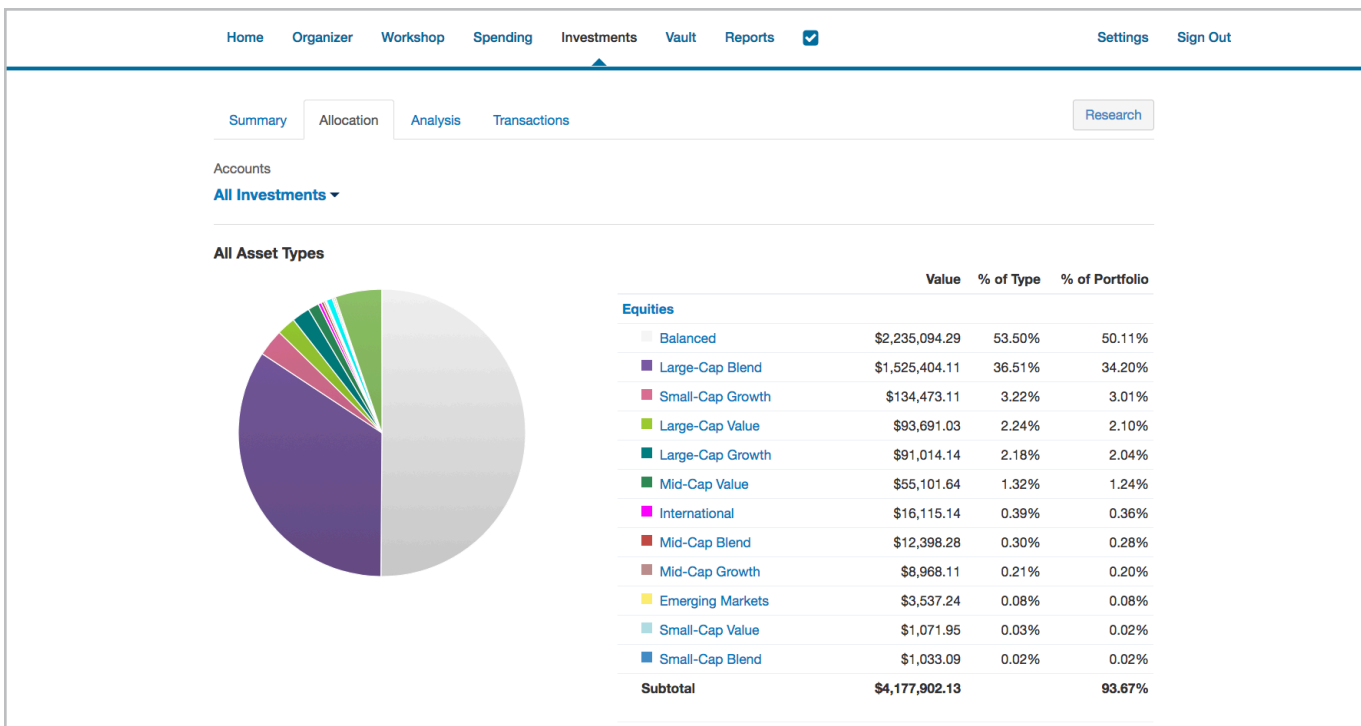 Home Organizer Workshop Spending Investments Vault Reports Settings Sign Out
Summary Allocation Analysis Transactions Research
Accounts
All Investments
All Asset Types
Value % of Type % of Portfolio
Equities
Balanced $2,235,094.29 53.50% 50.11%
Large-Cap Blend $1,525,404.11 36.51% 34.20%
Small-Cap Growth $134,473.11 3.22% 3.01%
Large-Cap Value $93,691.03 2.24% 2.10%
Large-Cap Growth $91,014.14 2.18% 2.04%
Mid-Cap Value $55,101.64 1.32% 1.24%
International $16,115.14 0.39% 0.36%
Mid-Cap Blend $12,398.28 0.30% 0.28%
Mid-Cap Growth $8,968.11 0.21% 0.20%
Emerging Markets $3,537.24 0.08% 0.08%
Small-Cap Value $1,071.95 0.03% 0.02%
Small-Cap Blend $1,033.09 0.02% 0.02%
Subtotal $4,177,902.13 93.67%